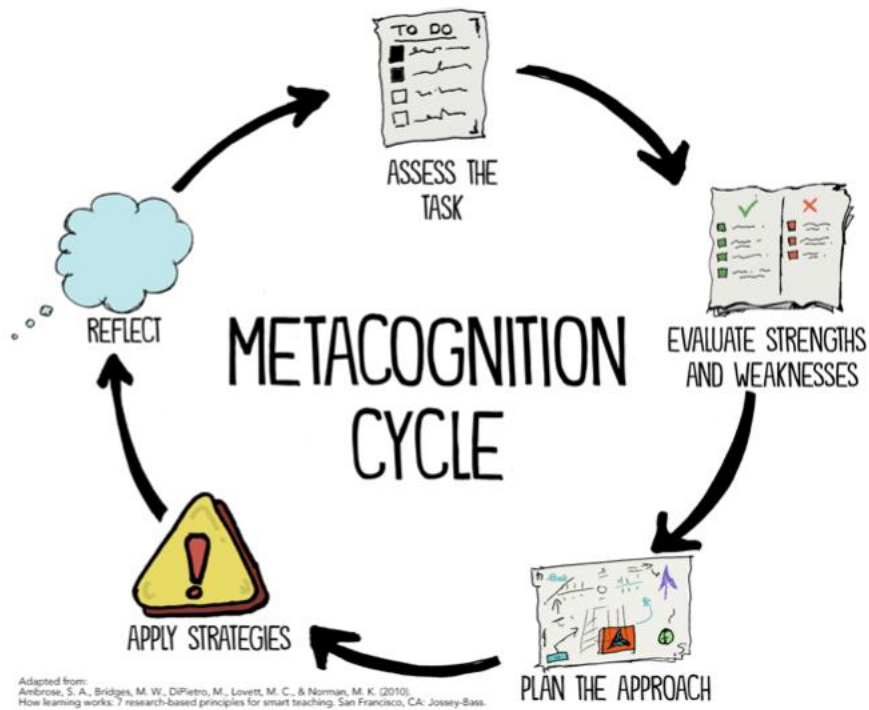 TO DO
ASSESS THE
TASK
EVALUATE STRENGTHS
AND WEAKNESSES
REFLECT
METACOGNITION
CYCLE
APPLY STRATEGIES
PLAN THE APPROACH
Adapted from:
Ambrose, S. A., Bridges, M. W., DiPietro, M., Lovett, M. C., & Norman, M. K. (2010).
How learning works: 7 research-based principles for smart teaching. San Francisco, CA: Jossey-Bass.